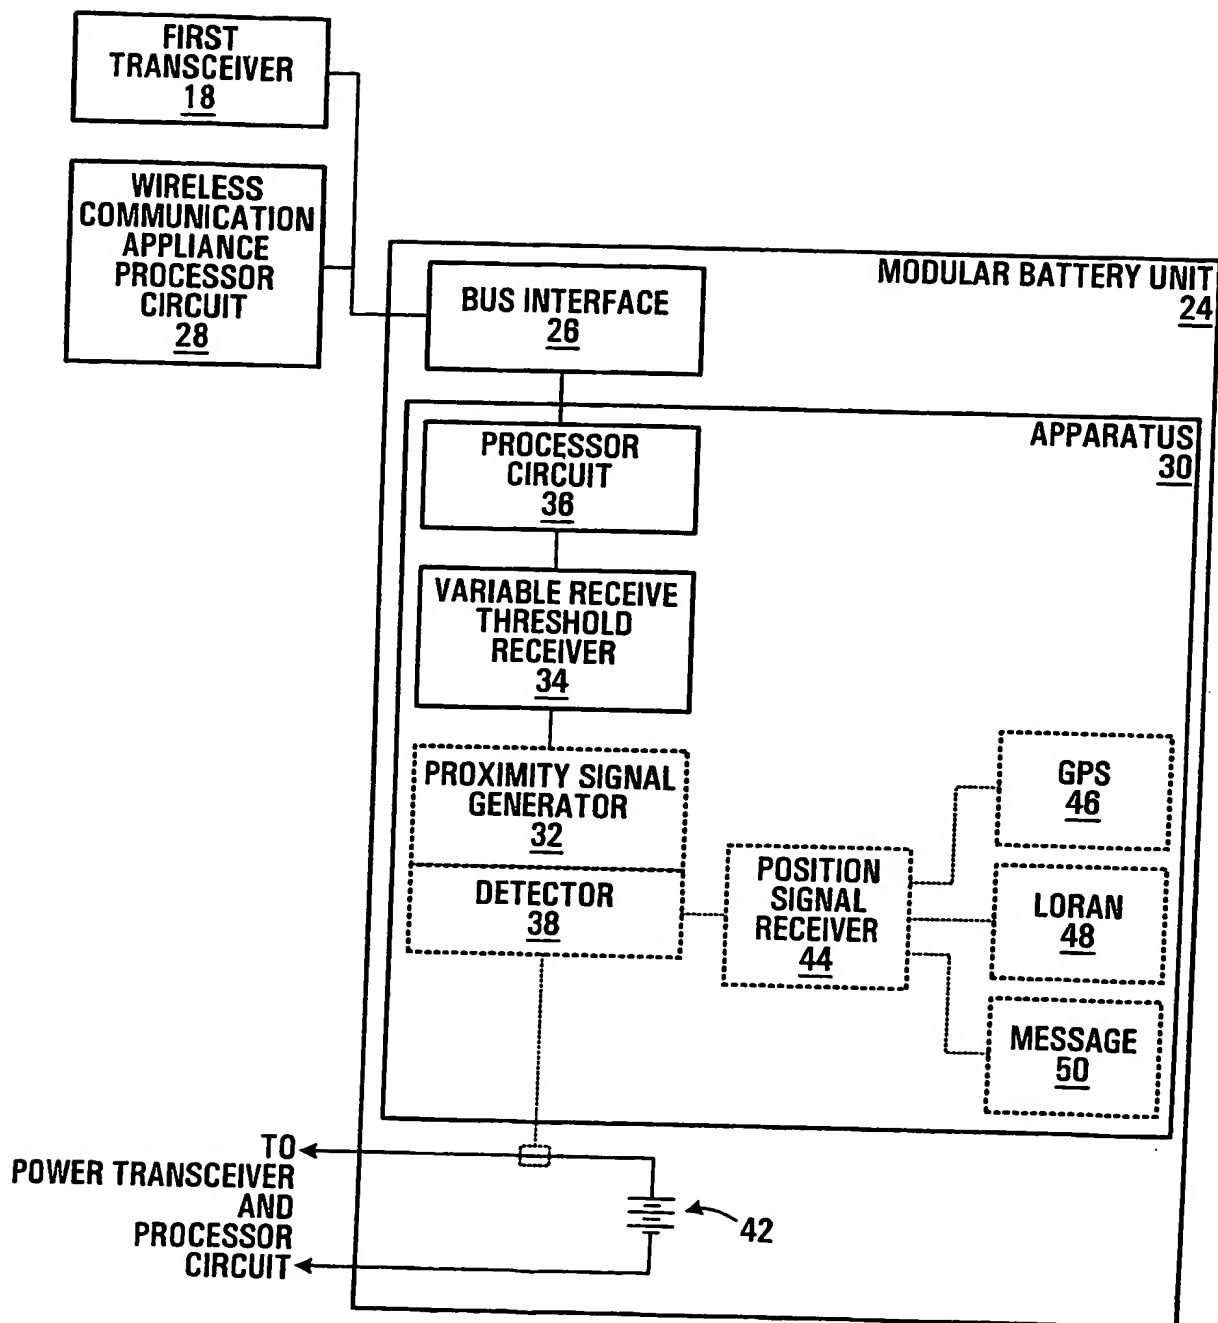 FIRST
TRANSCEIVER
18
WIRELESS
COMMUNICATION
APPLIANCE
PROCESSOR
CIRCUIT
28
MODULAR BATTERY UNIT
24
BUS INTERFACE
26
APPARATUS
30
PROCESSOR
CIRCUIT
36
VARIABLE RECEIVE
THRESHOLD
RECEIVER
34
PROXIMITY SIGNAL
GENERATOR
32
DETECTOR
38
POSITION
SIGNAL
RECEIVER
44
GPS
46
LORAN
48
MESSAGE
50
TO
POWER TRANSCEIVER
AND
PROCESSOR
CIRCUIT
42